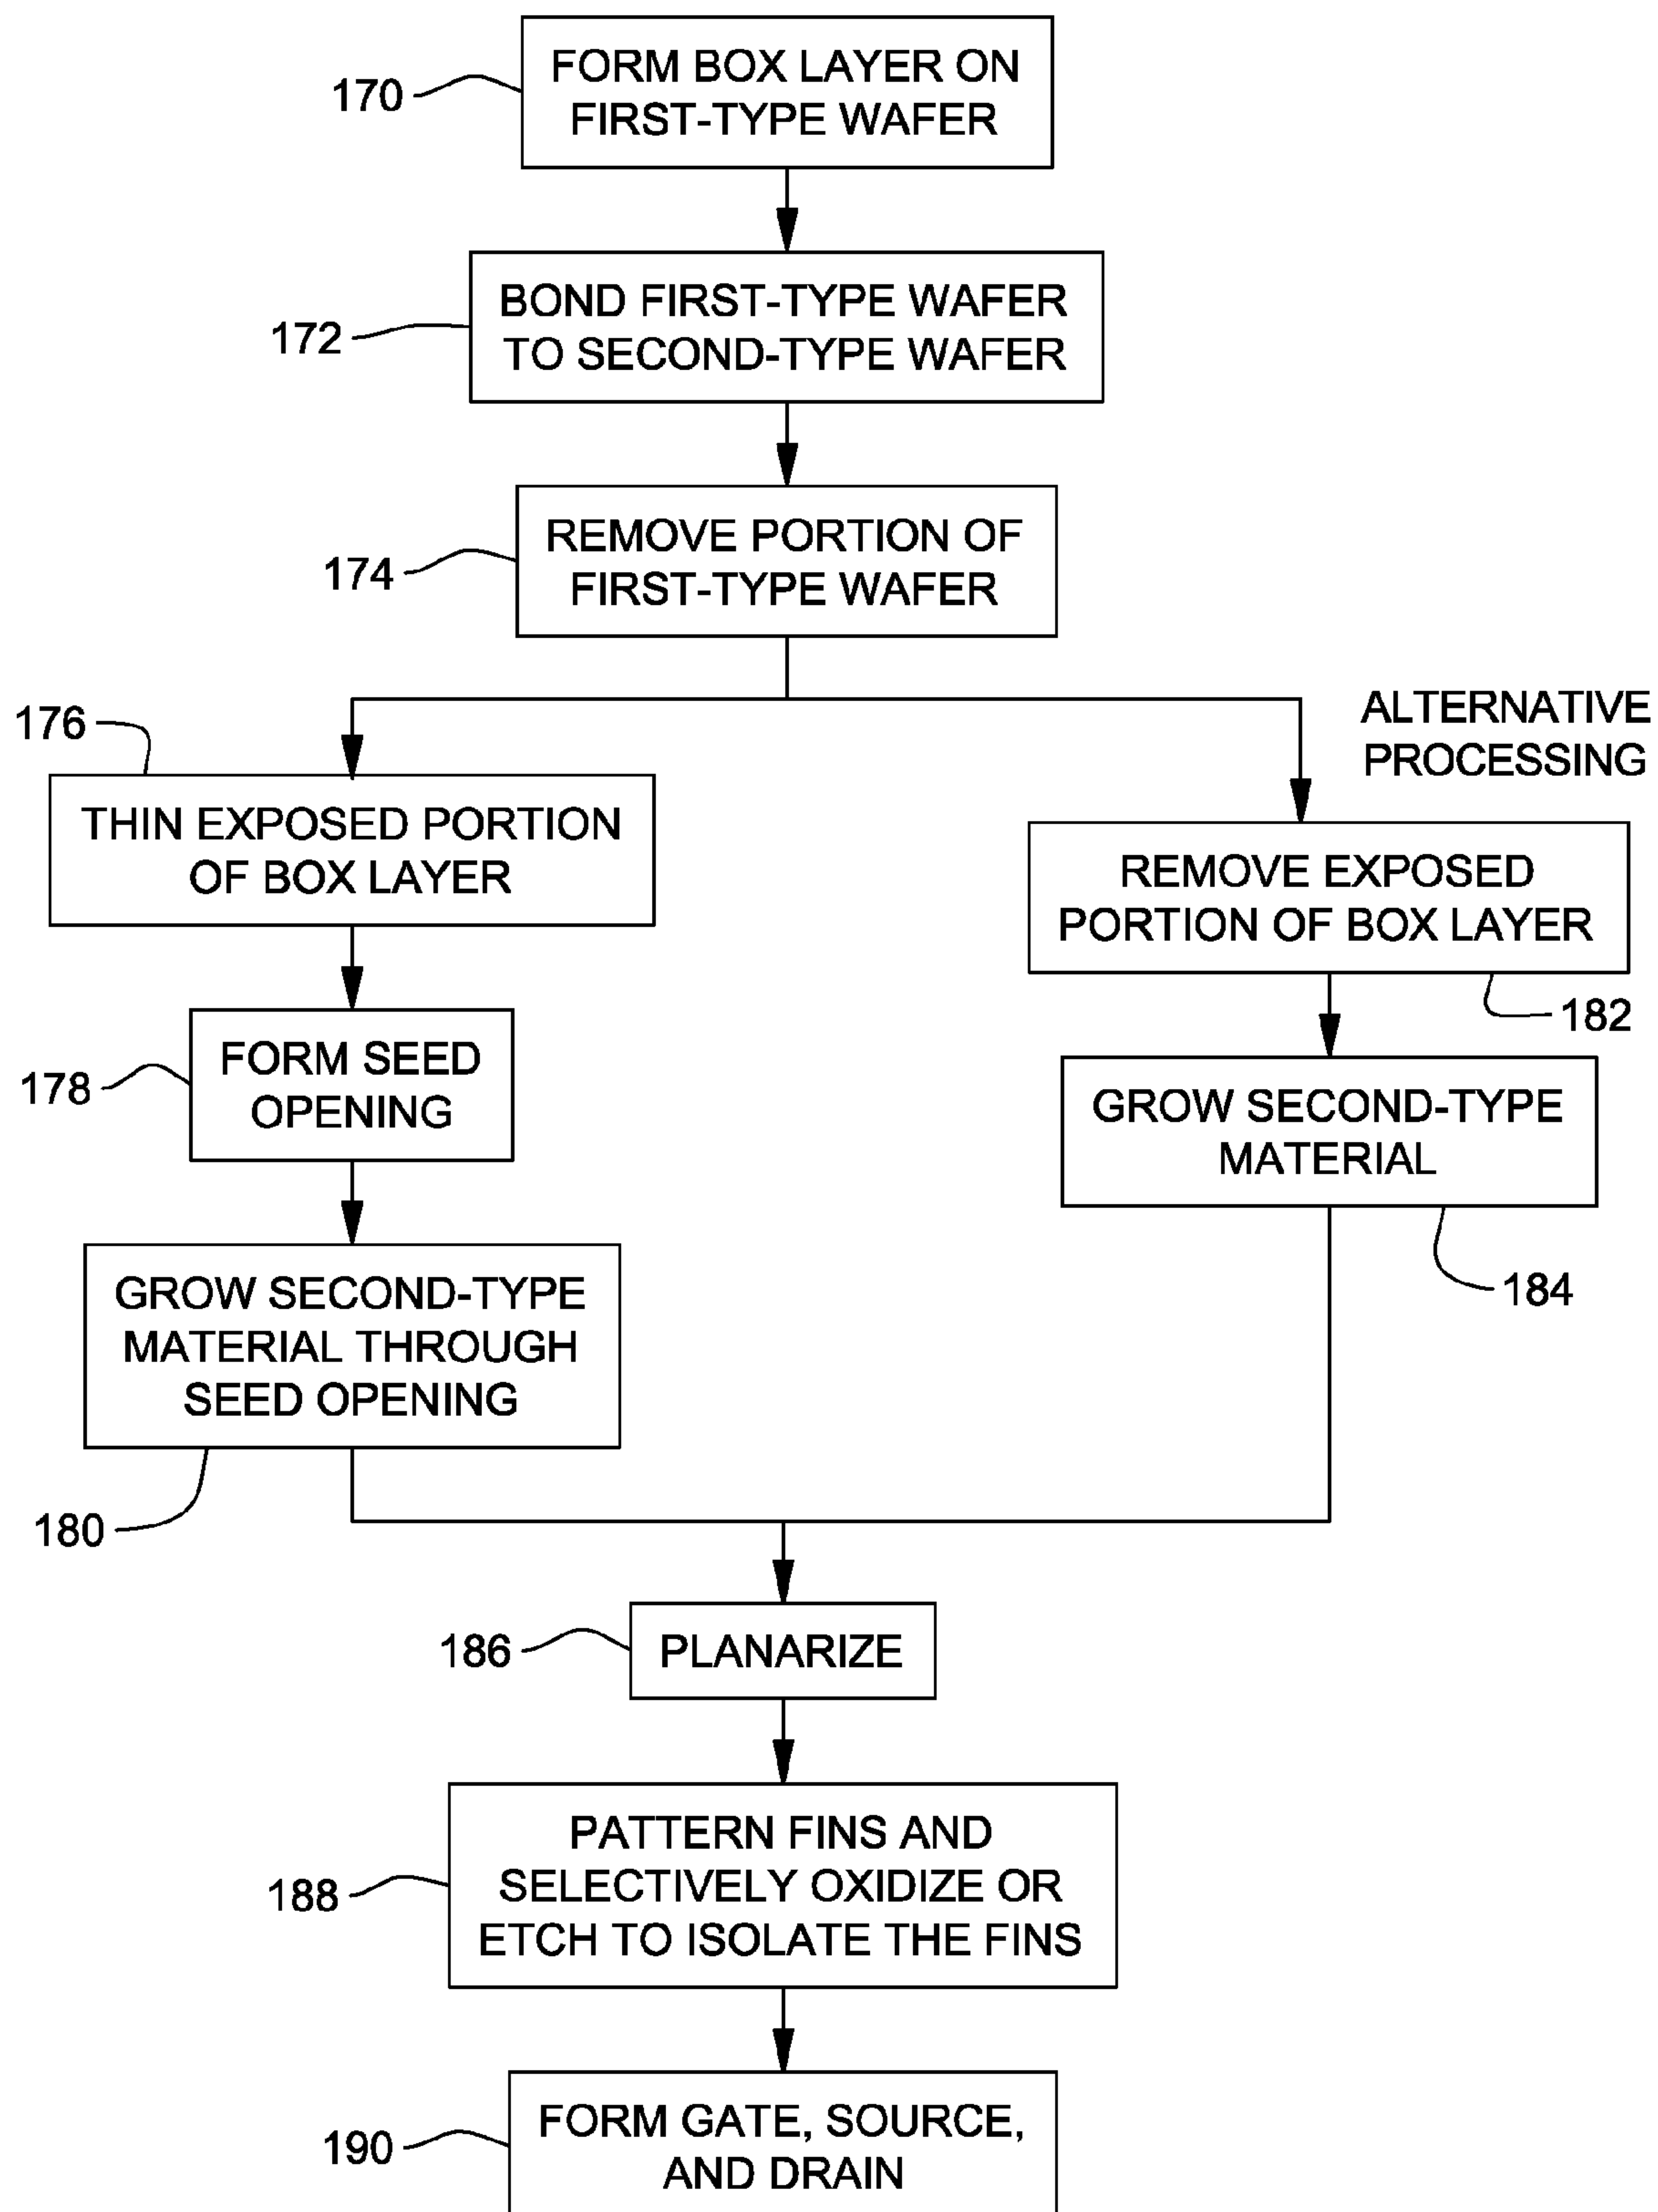 170
FORM BOX LAYER ON
FIRST-TYPE WAFER
172
BOND FIRST-TYPE WAFER
TO SECOND-TYPE WAFER
174
REMOVE PORTION OF
FIRST-TYPE WAFER
176
THIN EXPOSED PORTION
OF BOX LAYER
178
FORM SEED
OPENING
GROW SECOND-TYPE
MATERIAL THROUGH
SEED OPENING
180
ALTERNATIVE
PROCESSING
REMOVE EXPOSED
PORTION OF BOX LAYER
182
GROW SECOND-TYPE
MATERIAL
184
186
PLANARIZE
188
PATTERN FINS AND
SELECTIVELY OXIDIZE OR
ETCH TO ISOLATE THE FINS
190
FORM GATE, SOURCE,
AND DRAIN